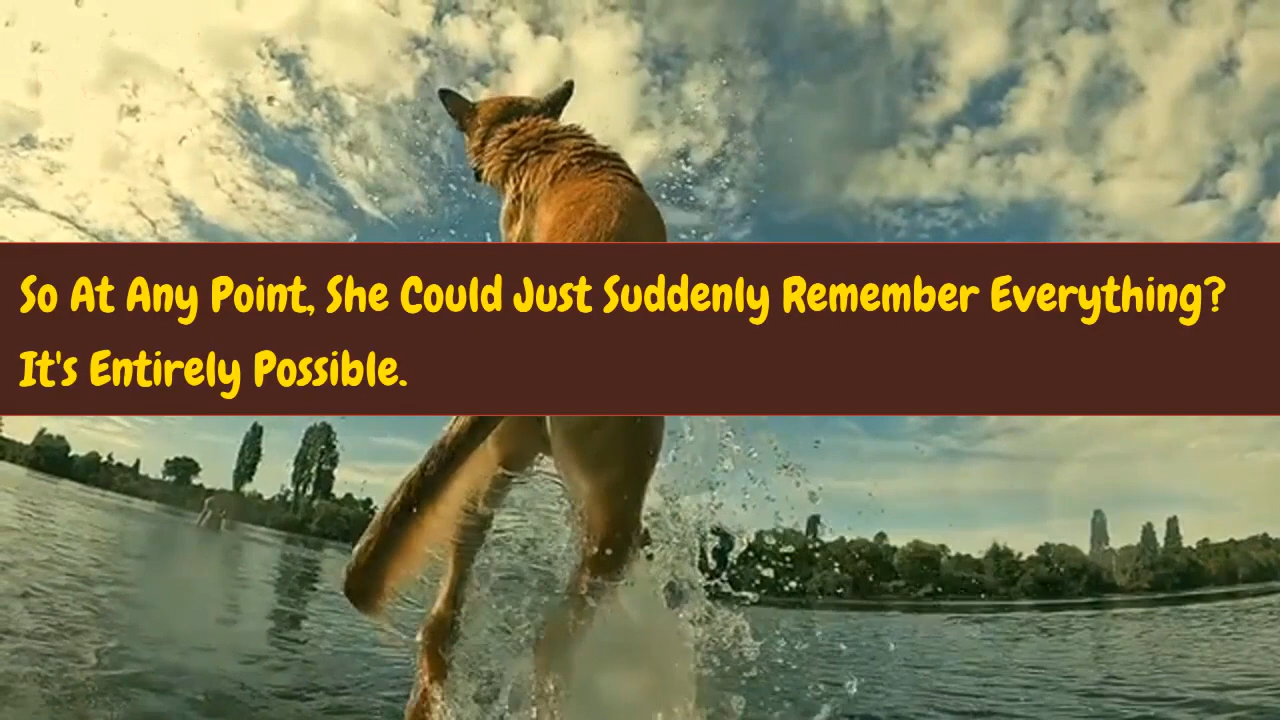 So At Any Point, She Could Just Suddenly Remember Everything?
It's Entirely Possible.